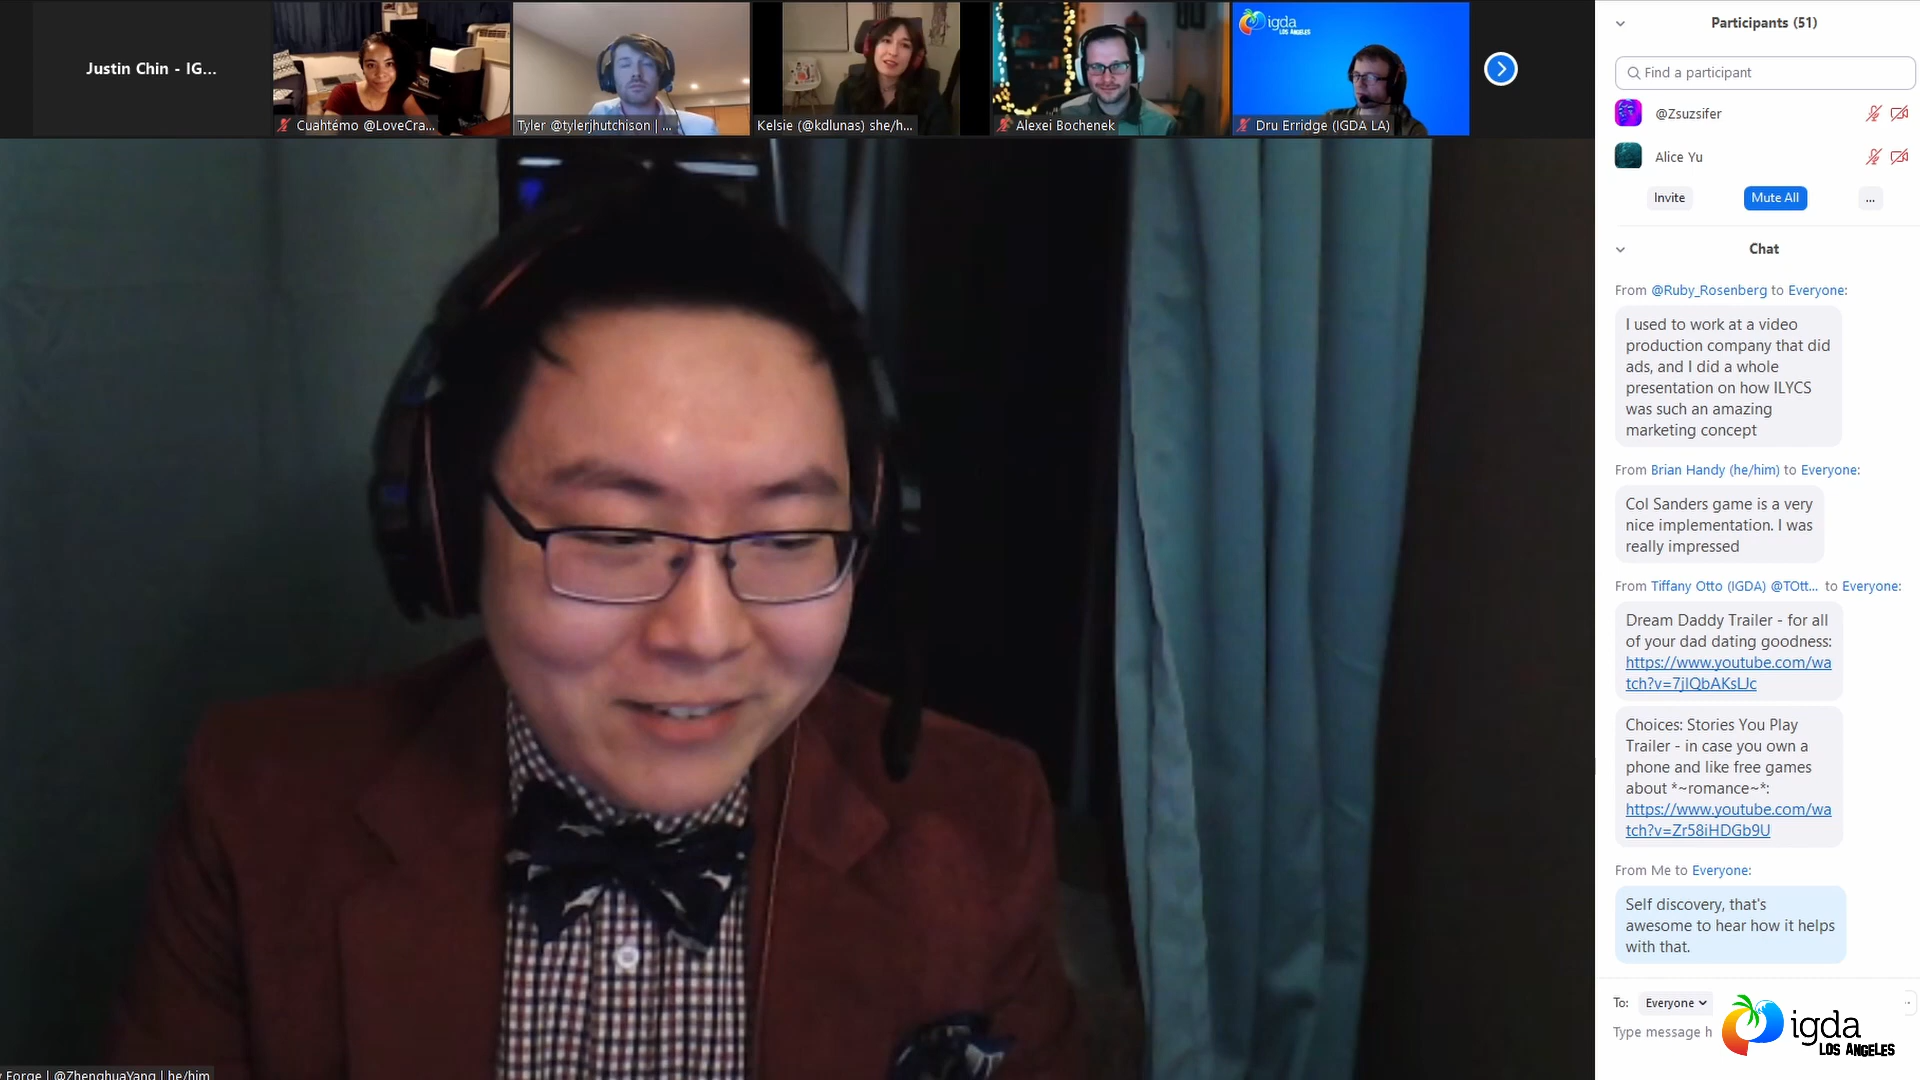 Justin Chin - IG...
Cuahtémo @LoveCra...
Tyler @tylerjhutchison | ...
Kelsie (@kdlunas) she/h...
Alexei Bochenek
igda
LOS ANGELES
Dru Erridge (IGDA LA)
Forge | @ZhenghuaYang | he/him
Participants (51)
Find a participant
@Zsuzsifer
Alice Yu
Invite
Mute All
...
Chat
From @Ruby_Rosenberg to Everyone:
I used to work at a video
production company that did
ads, and I did a whole
presentation on how ILYCS
was such an amazing
marketing concept
From Brian Handy (he/him) to Everyone:
Col Sanders game is a very
nice implementation. I was
really impressed
From Tiffany Otto (IGDA) @TOtt... to Everyone:
Dream Daddy Trailer - for all
of your dad dating goodness:
https://www.youtube.com/wa
Choices: Stories You Play
Trailer - in case you own a
phone and like free games
about *~romance~*:
https://www.youtube.com/wa
tch?v=Zr58iHDGb9U
From Me to Everyone:
Self discovery, that's
awesome to hear how it helps
with that.
To: Everyone
Type message h
igda
LOS ANGELES